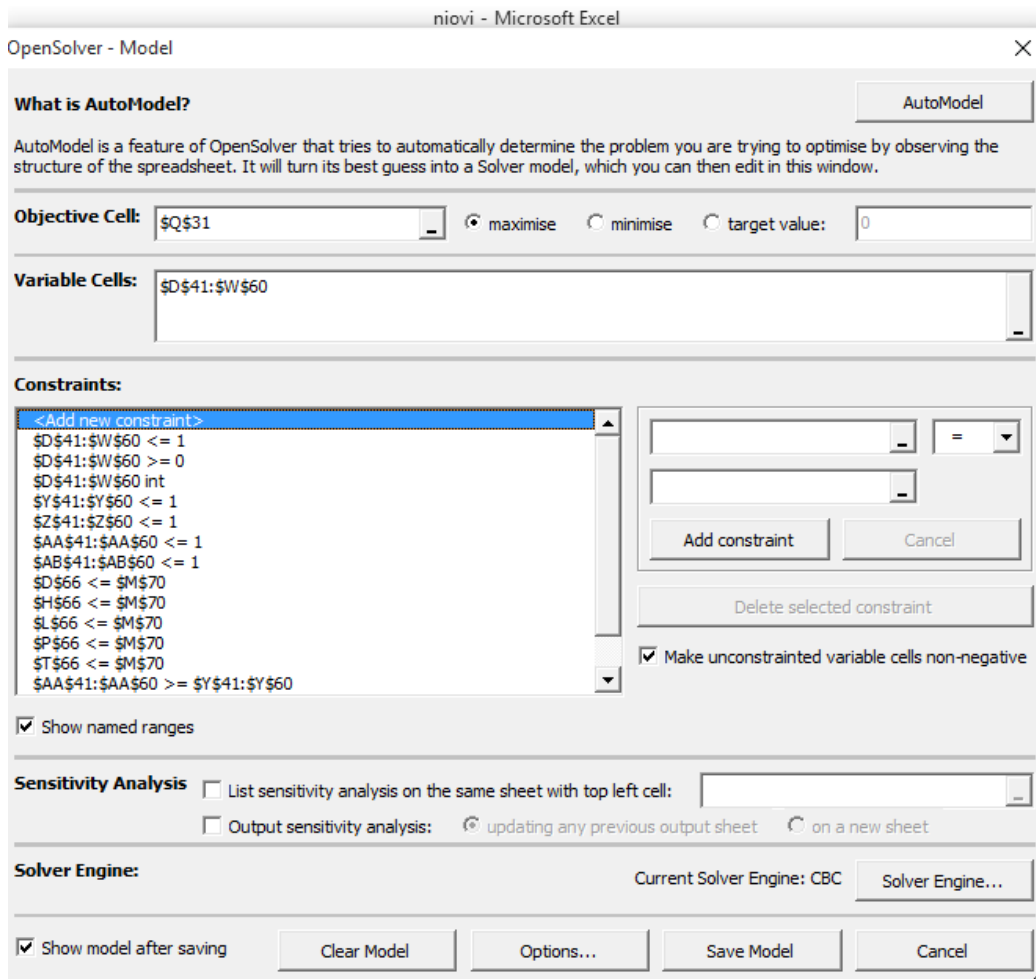 niovi - Microsoft Excel
OpenSolver - Model
What is AutoModel?
AutoModel
AutoModel is a feature of OpenSolver that tries to automatically determine the problem you are trying to optimise by observing the
structure of the spreadsheet. It will turn its best guess into a Solver model, which you can then edit in this window.
Objective Cell: $Q$31 _ maximise minimise target value: 0
Variable Cells: $D$41:$W$60 _
Constraints:
<Add new constraint>
$D$41:$W$60 <= 1
$D$41:$W$60 >= 0
$D$41:$W$60 int
$Y$41:$Y$60 <= 1
$Z$41:$Z$60 <= 1
$AA$41:$AA$60 <= 1
$AB$41:$AB$60 <= 1
$D$66 <= $M$70
$H$66 <= $M$70
$L$66 <= $M$70
$P$66 <= $M$70
$T$66 <= $M$70
$AA$41:$AA$60 >= $Y$41:$Y$60
_ =
_
Add constraint Cancel
Delete selected constraint
Make unconstrainted variable cells non-negative
Show named ranges
Sensitivity Analysis List sensitivity analysis on the same sheet with top left cell: _
Output sensitivity analysis: updating any previous output sheet on a new sheet
Solver Engine: Current Solver Engine: CBC Solver Engine...
Show model after saving Clear Model Options... Save Model Cancel